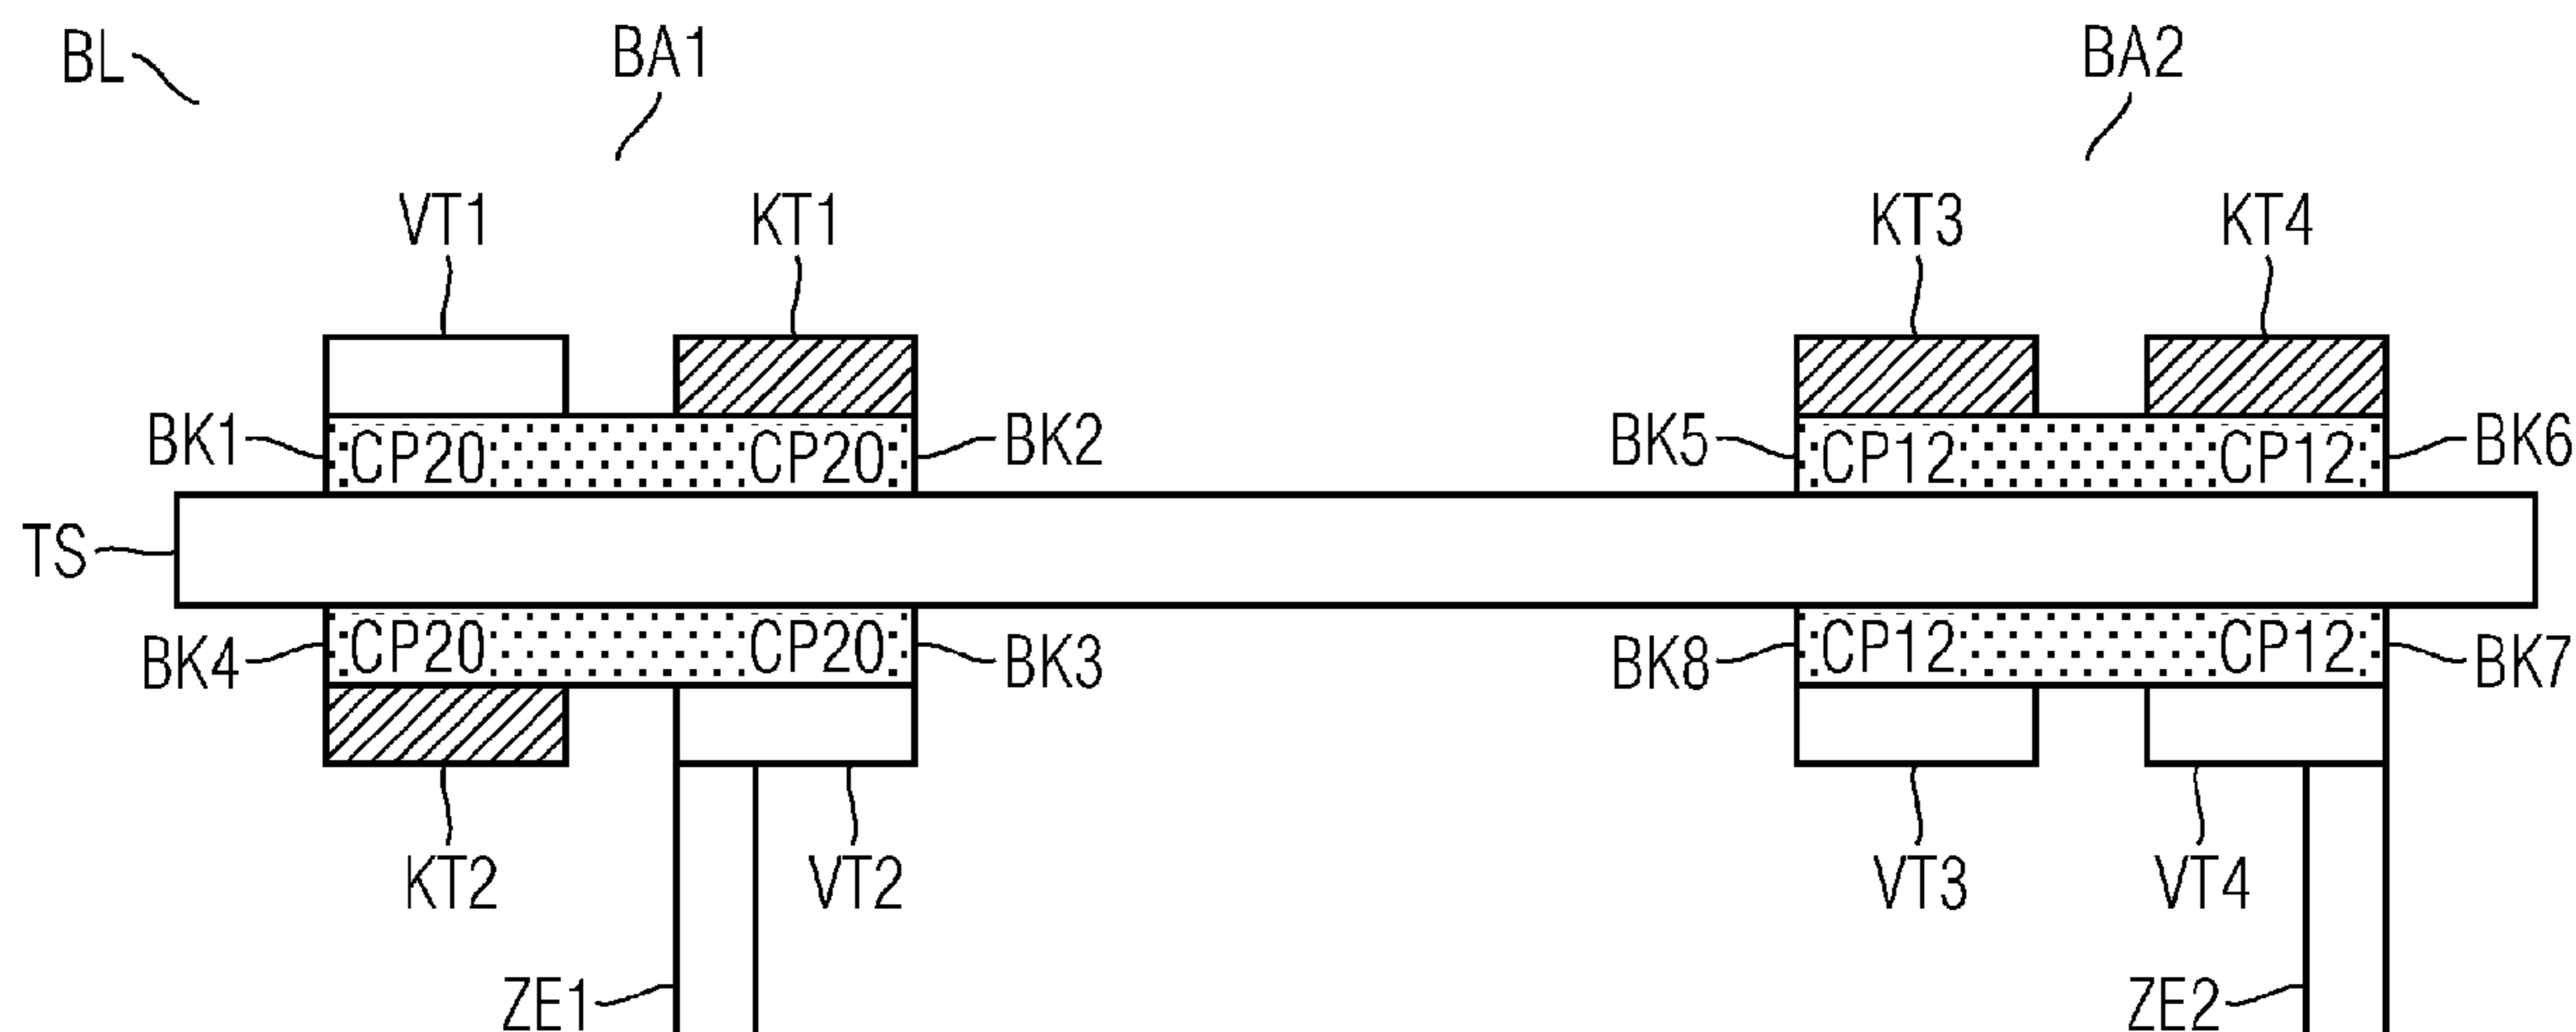 BL BA1 BA2
VT1 KT1 KT3 KT4
BK1 CP20 CP20 BK2 BK5 CP12 CP12 BK6
TS
BK4 CP20 CP20 BK3 BK8 CP12 CP12 BK7
KT2 VT2 VT3 VT4
ZE1 ZE2